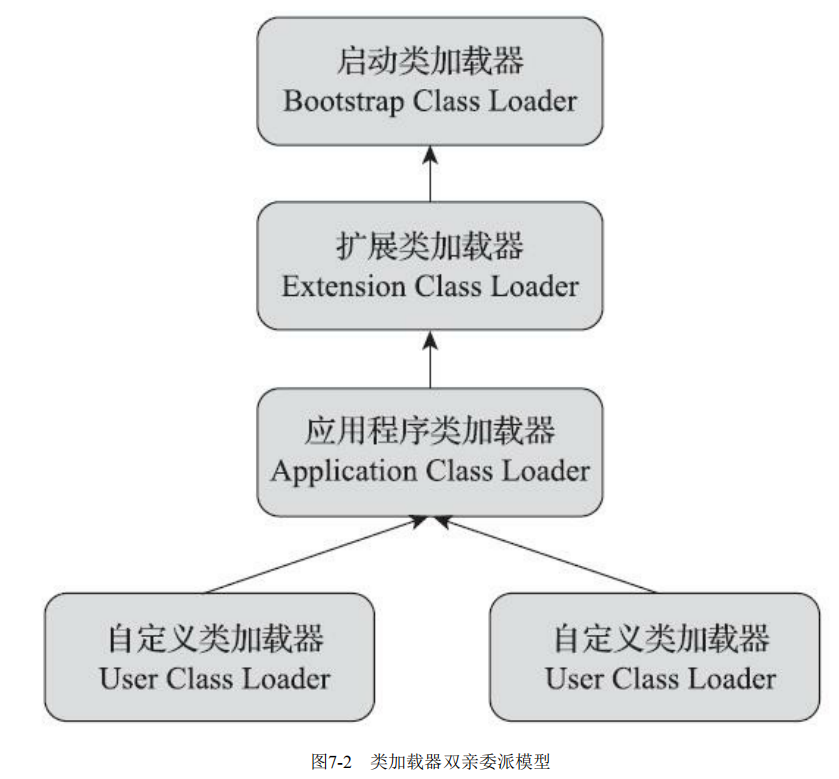 启动类加载器
Bootstrap Class Loader
扩展类加载器
Extension Class Loader
应用程序类加载器
Application Class Loader
自定义类加载器
User Class Loader
自定义类加载器
User Class Loader
图7-2 类加载器双亲委派模型